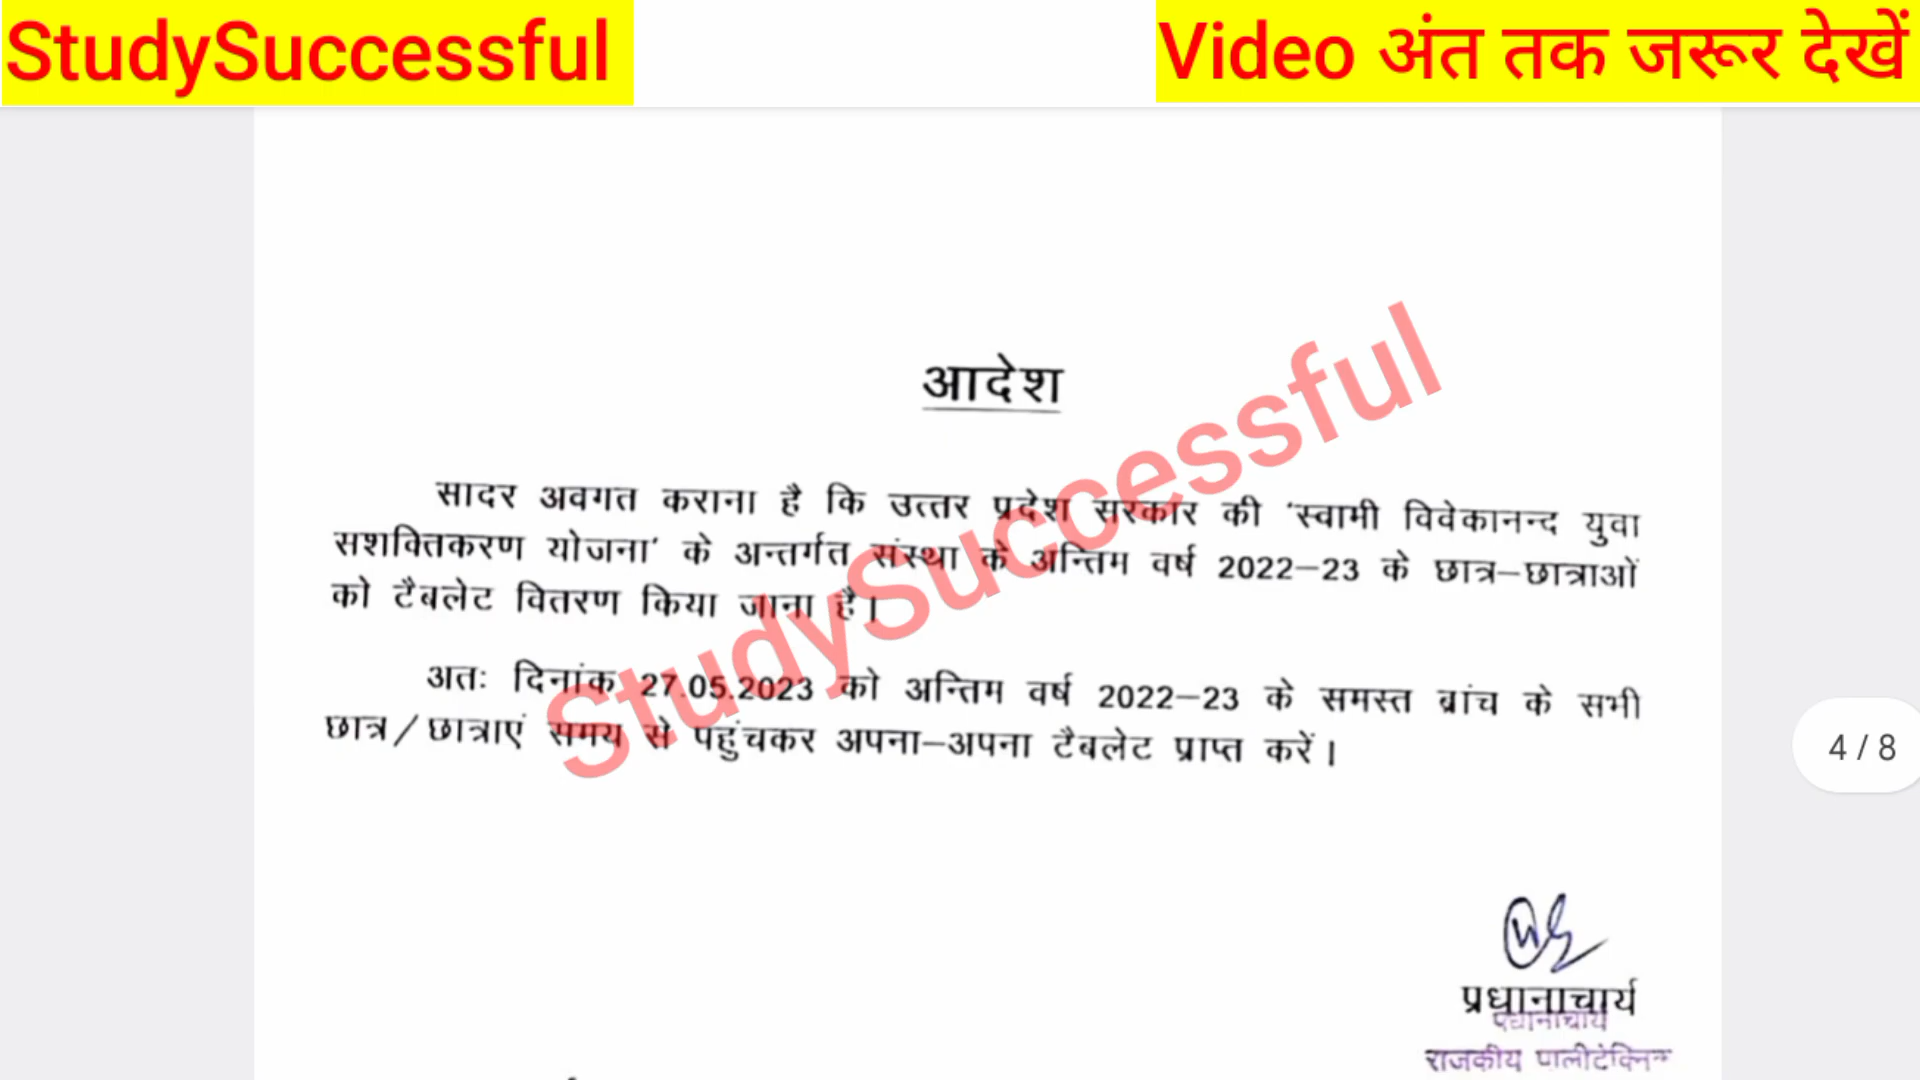 StudySuccessful
Video अंत तक जरूर देखें
आदेश
सादर अवगत कराना है कि उत्तर प्रदेश सरकार की 'स्वामी विवेकानन्द युवा
सशक्तिकरण योजना' के अन्तर्गत संस्था के अन्तिम वर्ष 2022–23 के छात्र–छात्राओं
को टैबलेट वितरण किया जाना है।
अतः दिनांक 27.05.2023 को अन्तिम वर्ष 2022–23 के समस्त ब्रांच के सभी
छात्र/छात्राएं समय से पहुंचकर अपना–अपना टैबलेट प्राप्त करें।
StudySuccessful
4 / 8
प्रधानाचार्य
प्रधानाचार्य
राजकीय पालीटेक्निक